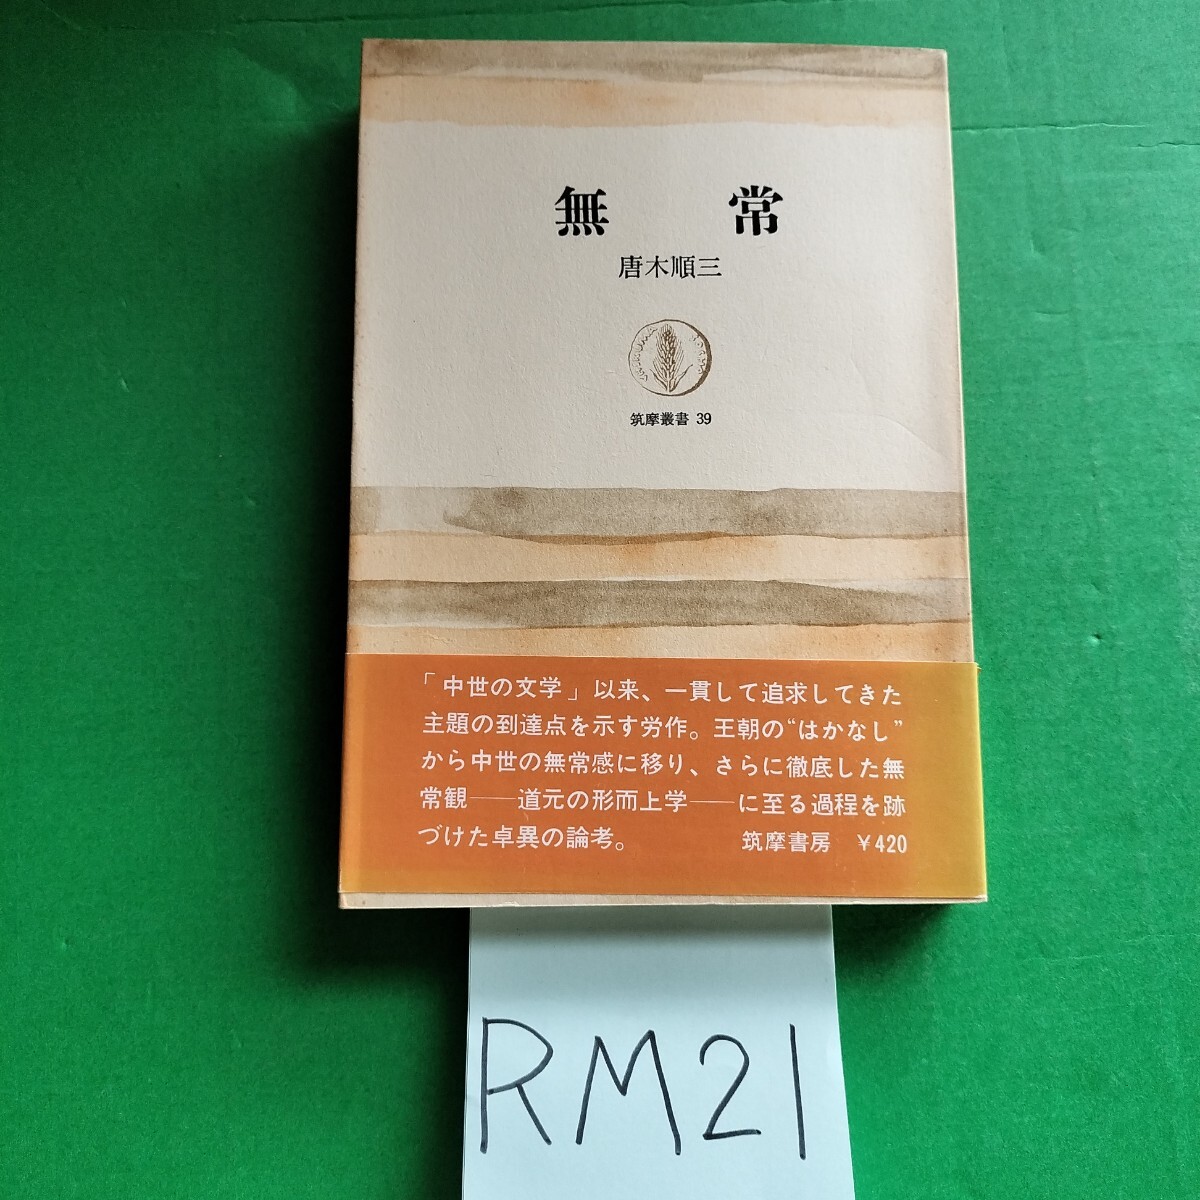 無常
唐木順三
筑摩叢書 39
「中世の文学」以来、一貫して追求してきた
主題の到達点を示す労作。王朝の“はかなし”
から中世の無常感に移り、さらに徹底した無
常観――道元の形而上学――に至る過程を跡
づけた卓異の論考。 筑摩書房 ￥420
RM21